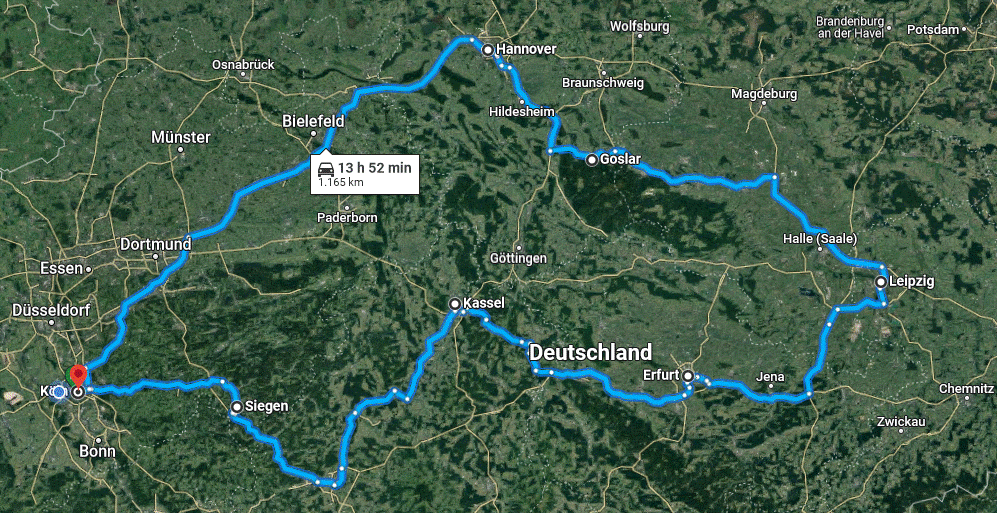 Wolfsburg
Brandenburg
an der Havel
Potsdam
Hannover
Osnabrück
Braunschweig
Magdeburg
Hildesheim
Bielefeld
Münster
13 h 52 min
1.165 km
Goslar
Paderborn
Dortmund
Halle (Saale)
Göttingen
Essen
Leipzig
Kassel
Düsseldorf
Deutschland
Erfurt
Jena
Köln
Chemnitz
Siegen
Zwickau
Bonn